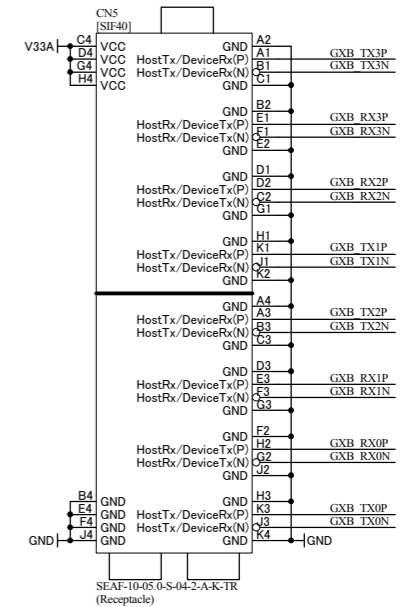 CN5
[SIF40]
V33A C4 VCC GND A2
D4 VCC HostTx/DeviceRx(P) A1 GXB_TX3P
G4 VCC HostTx/DeviceRx(N) B1 GXB_TX3N
H4 VCC GND C1
GND B2
HostRx/DeviceTx(P) E1 GXB_RX3P
HostRx/DeviceTx(N) F1 GXB_RX3N
GND E2
GND D1
HostRx/DeviceTx(P) D2 GXB_RX2P
HostRx/DeviceTx(N) C2 GXB_RX2N
GND G1
GND H1
HostTx/DeviceRx(P) K1 GXB_TX1P
HostTx/DeviceRx(N) J1 GXB_TX1N
GND K2
GND A4
HostTx/DeviceRx(P) A3 GXB_TX2P
HostTx/DeviceRx(N) B3 GXB_TX2N
GND C3
GND D3
HostRx/DeviceTx(P) E3 GXB_RX1P
HostRx/DeviceTx(N) F3 GXB_RX1N
GND G3
GND F2
HostRx/DeviceTx(P) H2 GXB_RX0P
HostRx/DeviceTx(N) G2 GXB_RX0N
GND J2
B4 GND GND H3
E4 GND HostTx/DeviceRx(P) K3 GXB_TX0P
F4 GND HostTx/DeviceRx(N) J3 GXB_TX0N
GND J4 GND GND K4 GND
SEAF-10-05.0-S-04-2-A-K-TR
(Receptacle)